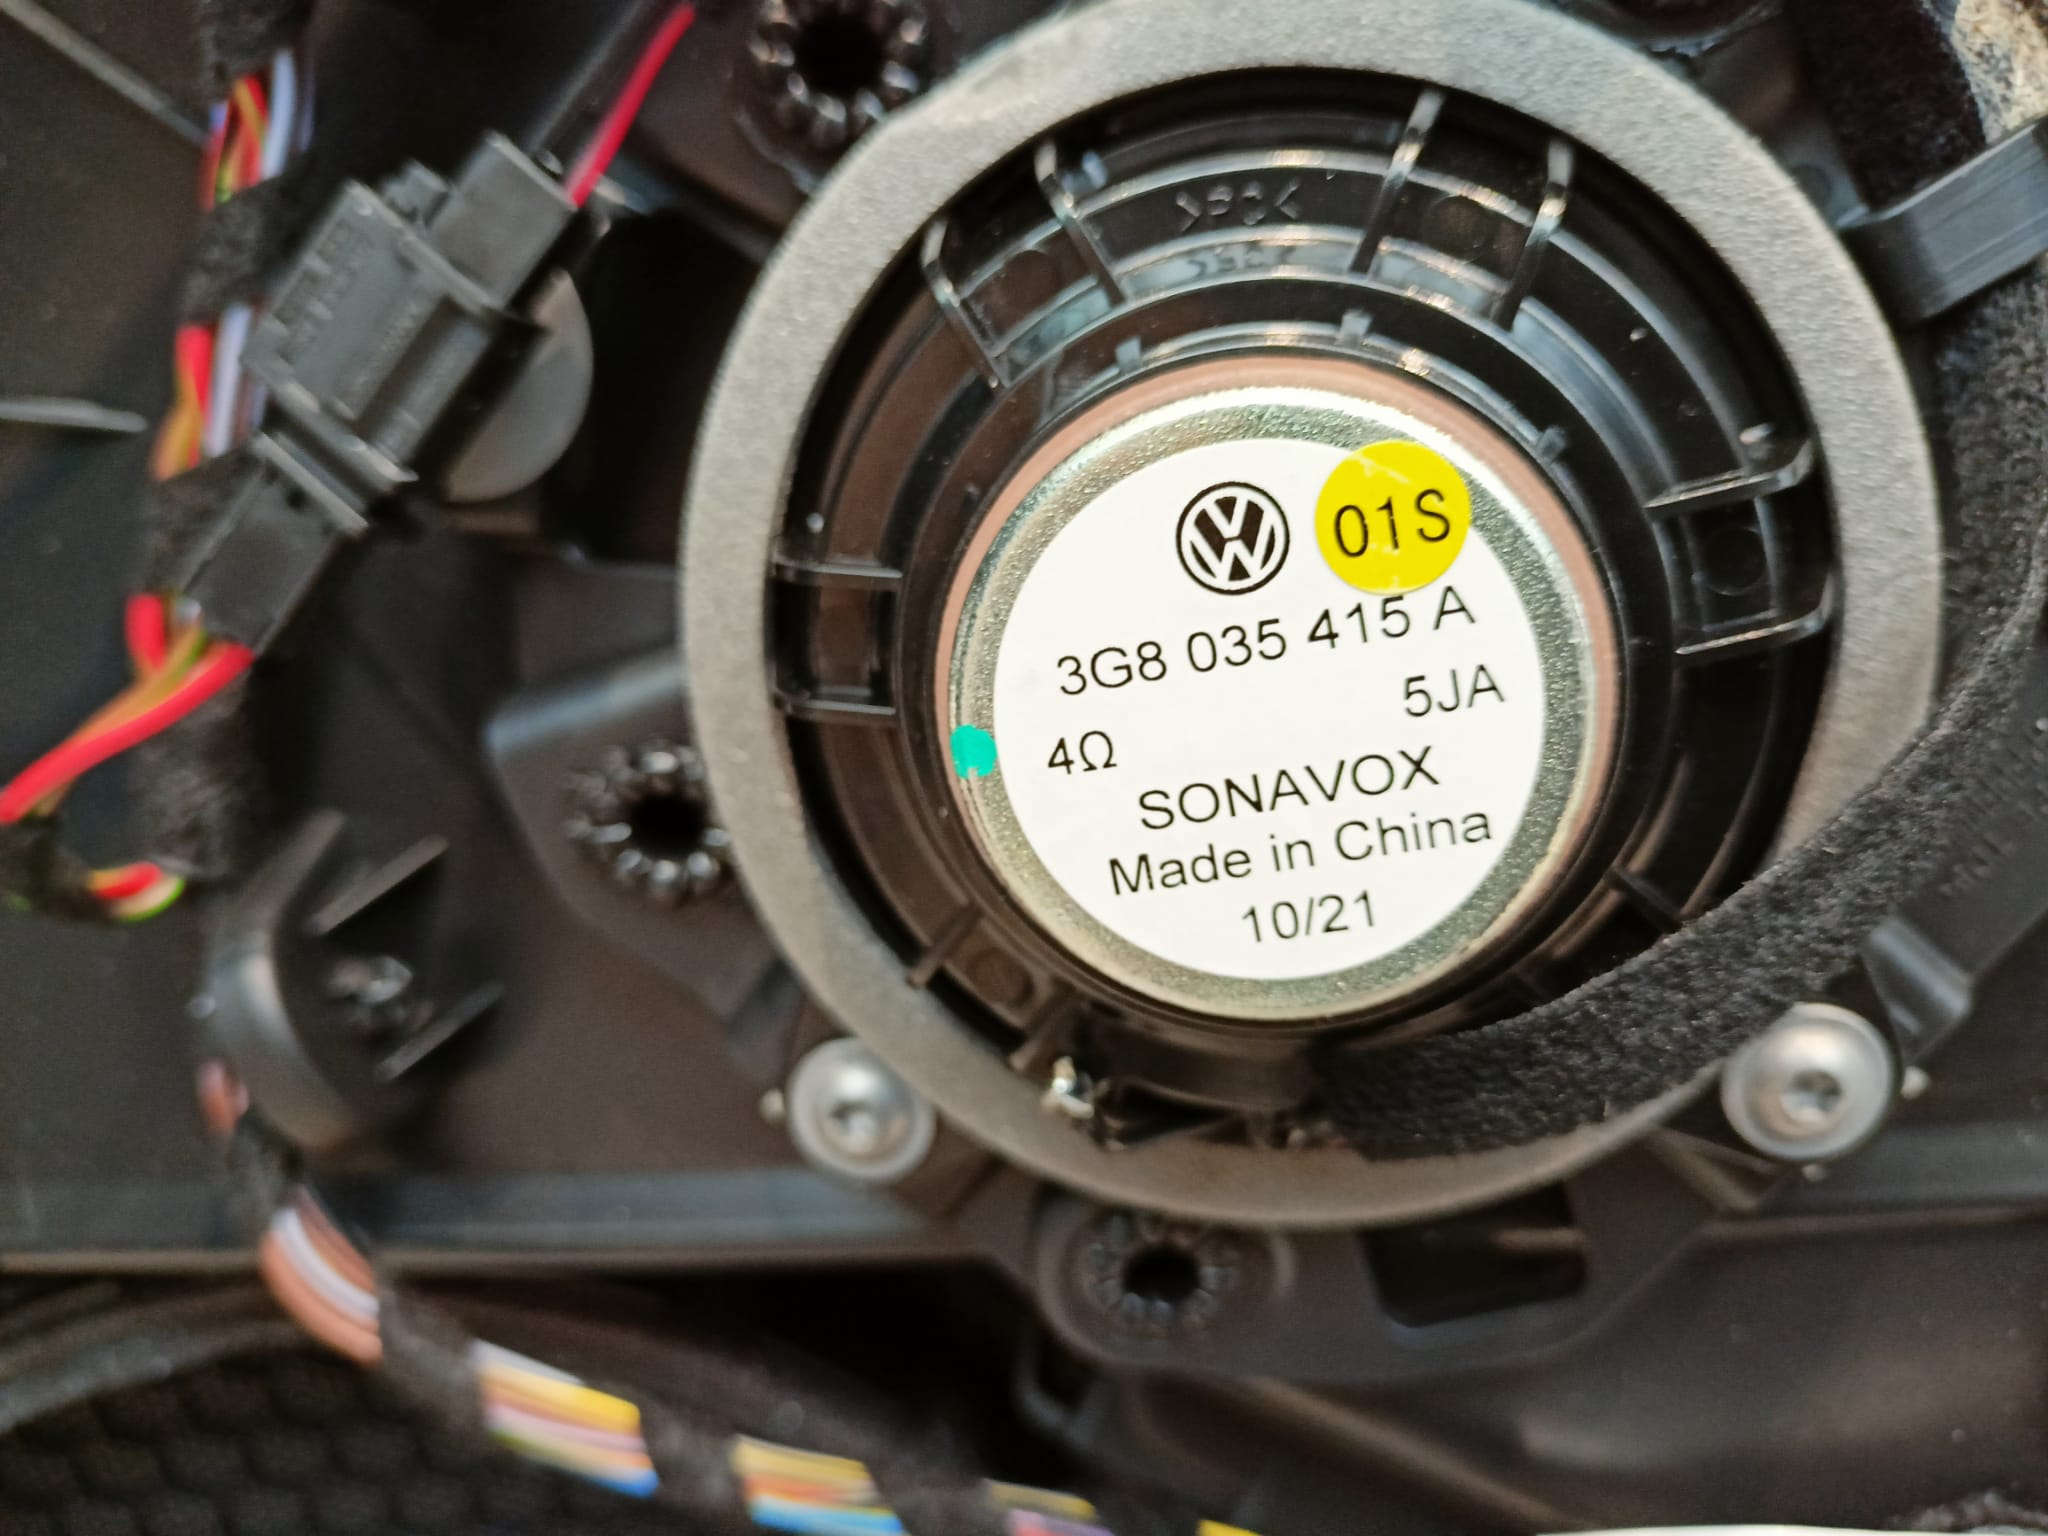 01S
3G8 035 415 A
5JA
4Ω
SONAVOX
Made in China
10/21